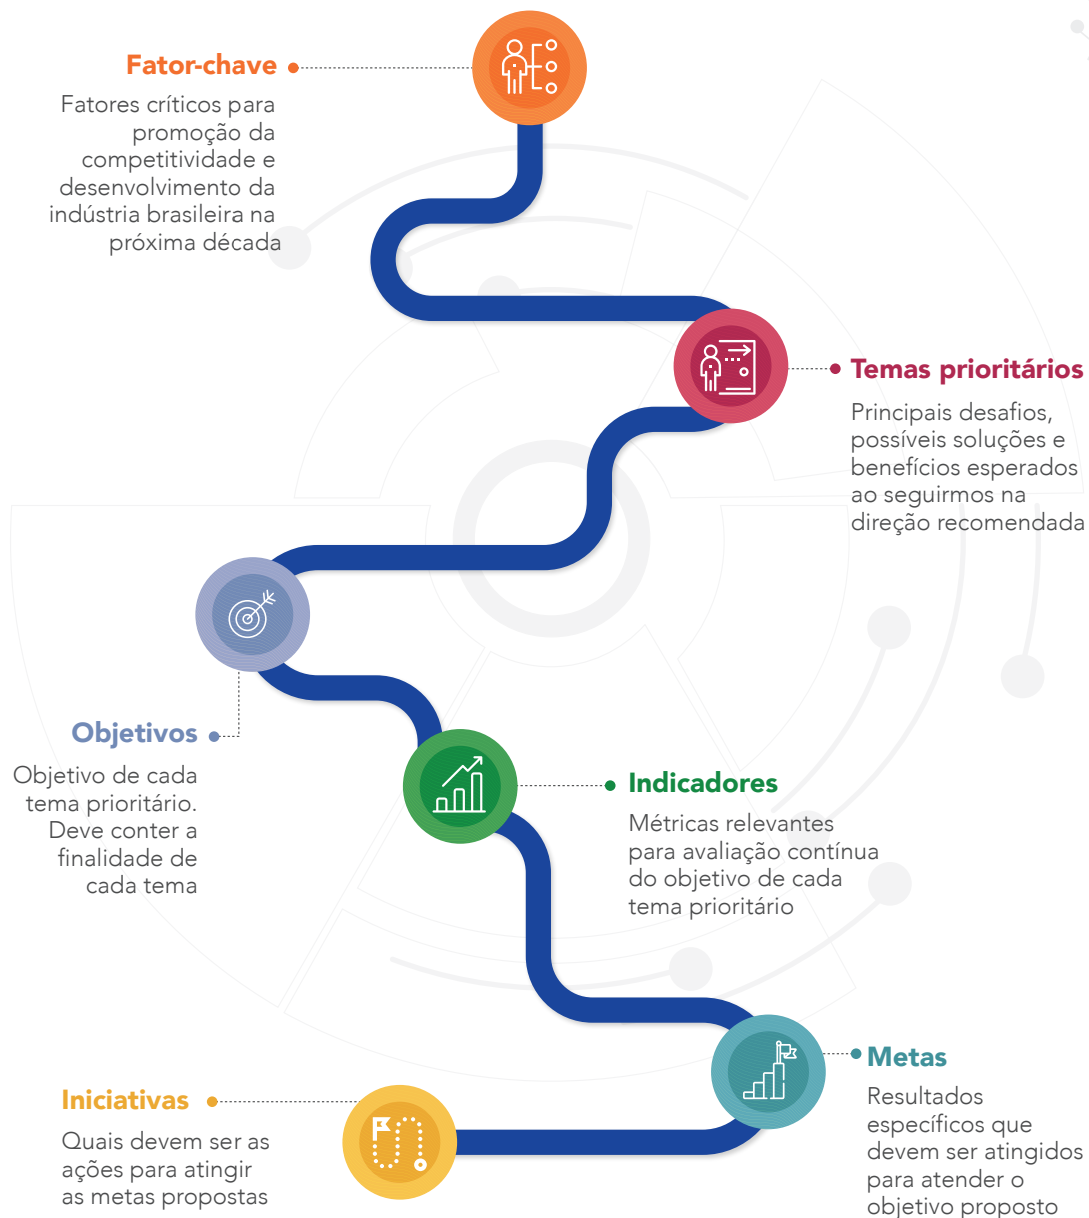 Fator-chave
Fatores críticos para
promoção da
competitividade e
desenvolvimento da
indústria brasileira na
próxima década
Temas prioritários
Principais desafios,
possíveis soluções e
benefícios esperados
ao seguirmos na
direção recomendada
Objetivos
Objetivo de cada
tema prioritário.
Deve conter a
finalidade de
cada tema
Indicadores
Métricas relevantes
para avaliação contínua
do objetivo de cada
tema prioritário
Metas
Resultados
específicos que
devem ser atingidos
para atender o
objetivo proposto
Iniciativas
Quais devem ser as
ações para atingir
as metas propostas